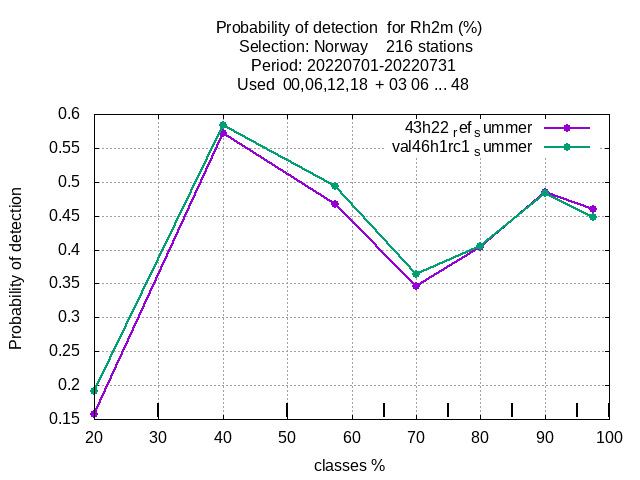 Probability of detection  for Rh2m (%)
Selection: Norway    216 stations
Period: 20220701-20220731
Used  00,06,12,18  + 03 06 ... 48
43h22 ref summer
val46h1rc1 summer
0.6
0.55
0.5
0.45
0.4
0.35
0.3
0.25
0.2
0.15
Probability of detection
20 30 40 50 60 70 80 90 100
classes %